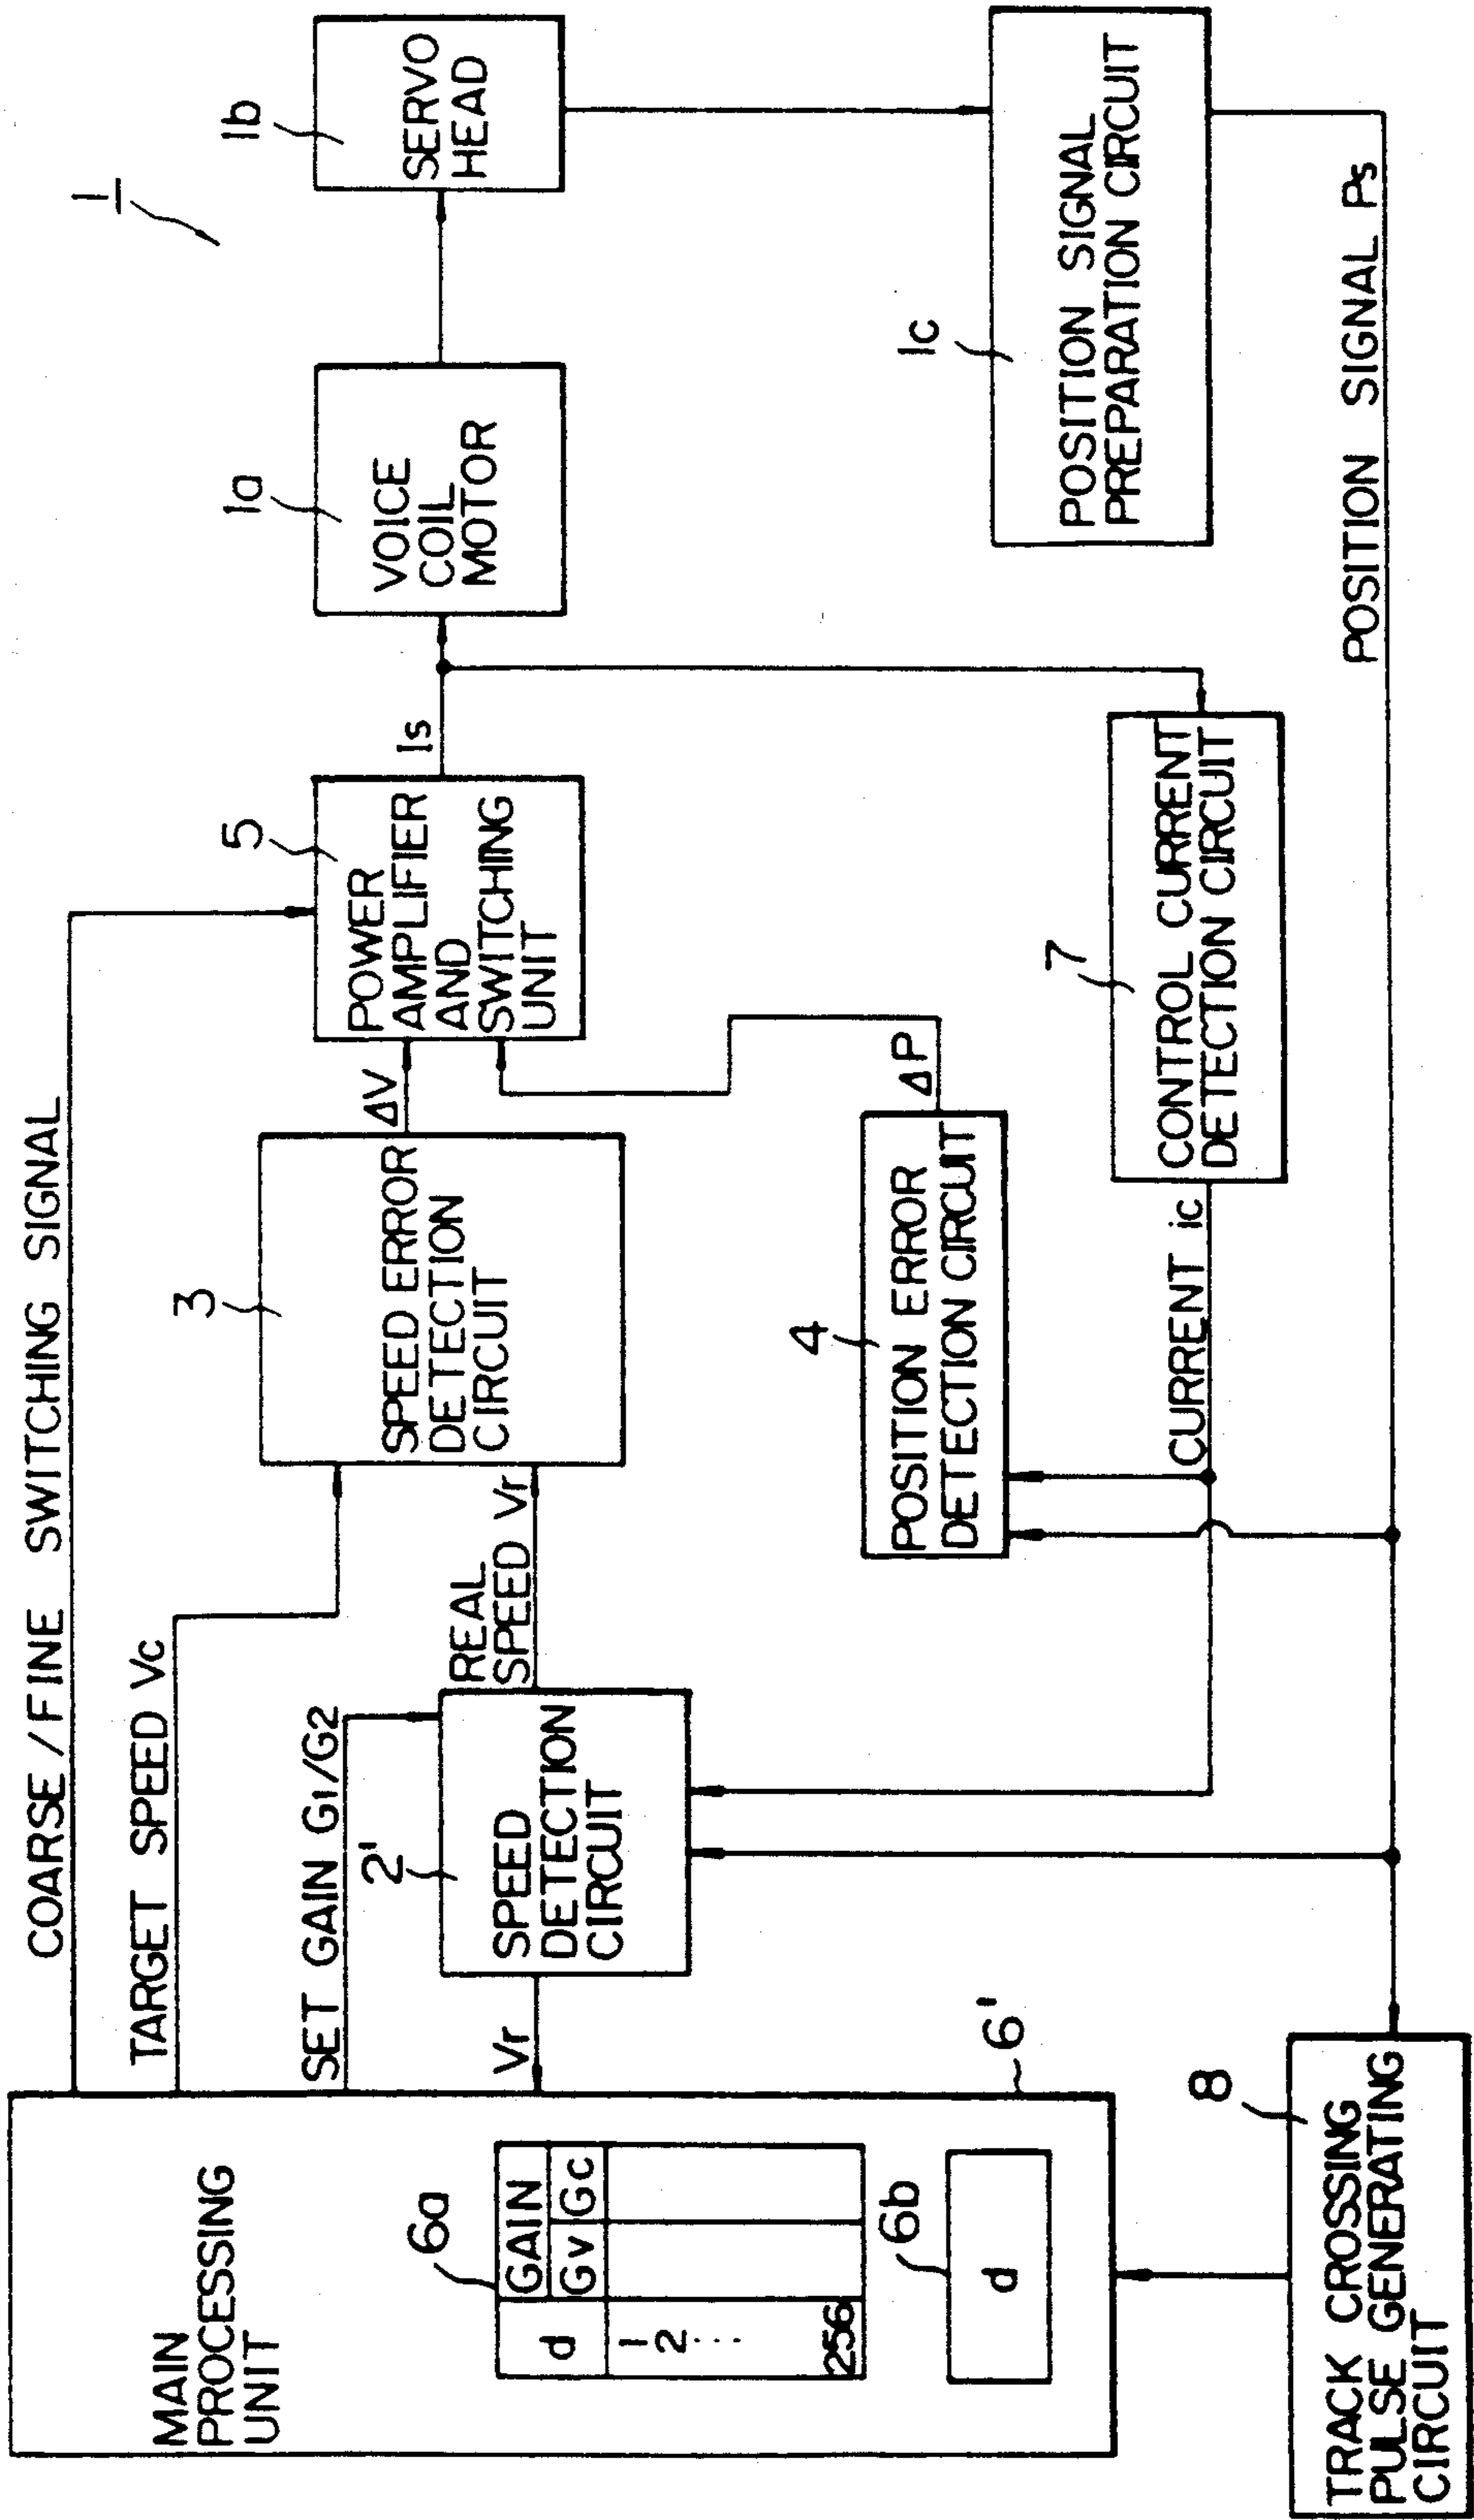 COARSE/FINE SWITCHING SIGNAL
TARGET SPEED Vc
SET GAIN G1/G2
MAIN
PROCESSING
UNIT
6a
d
GAIN
Gv
Gc
1
2
256
6b
d
6'
Vr
2'
SPEED
DETECTION
CIRCUIT
REAL
SPEED Vr
3
SPEED ERROR
DETECTION
CIRCUIT
ΔV
5
POWER
AMPLIFIER
AND
SWITCHING
UNIT
Is
1
1a
VOICE
COIL
MOTOR
1b
SERVO
HEAD
4
POSITION ERROR
DETECTION CIRCUIT
ΔP
7
CONTROL CURRENT
DETECTION CIRCUIT
CURRENT ic
1c
POSITION SIGNAL
PREPARATION CIRCUIT
POSITION SIGNAL Ps
8
TRACK CROSSING
PULSE GENERATING
CIRCUIT